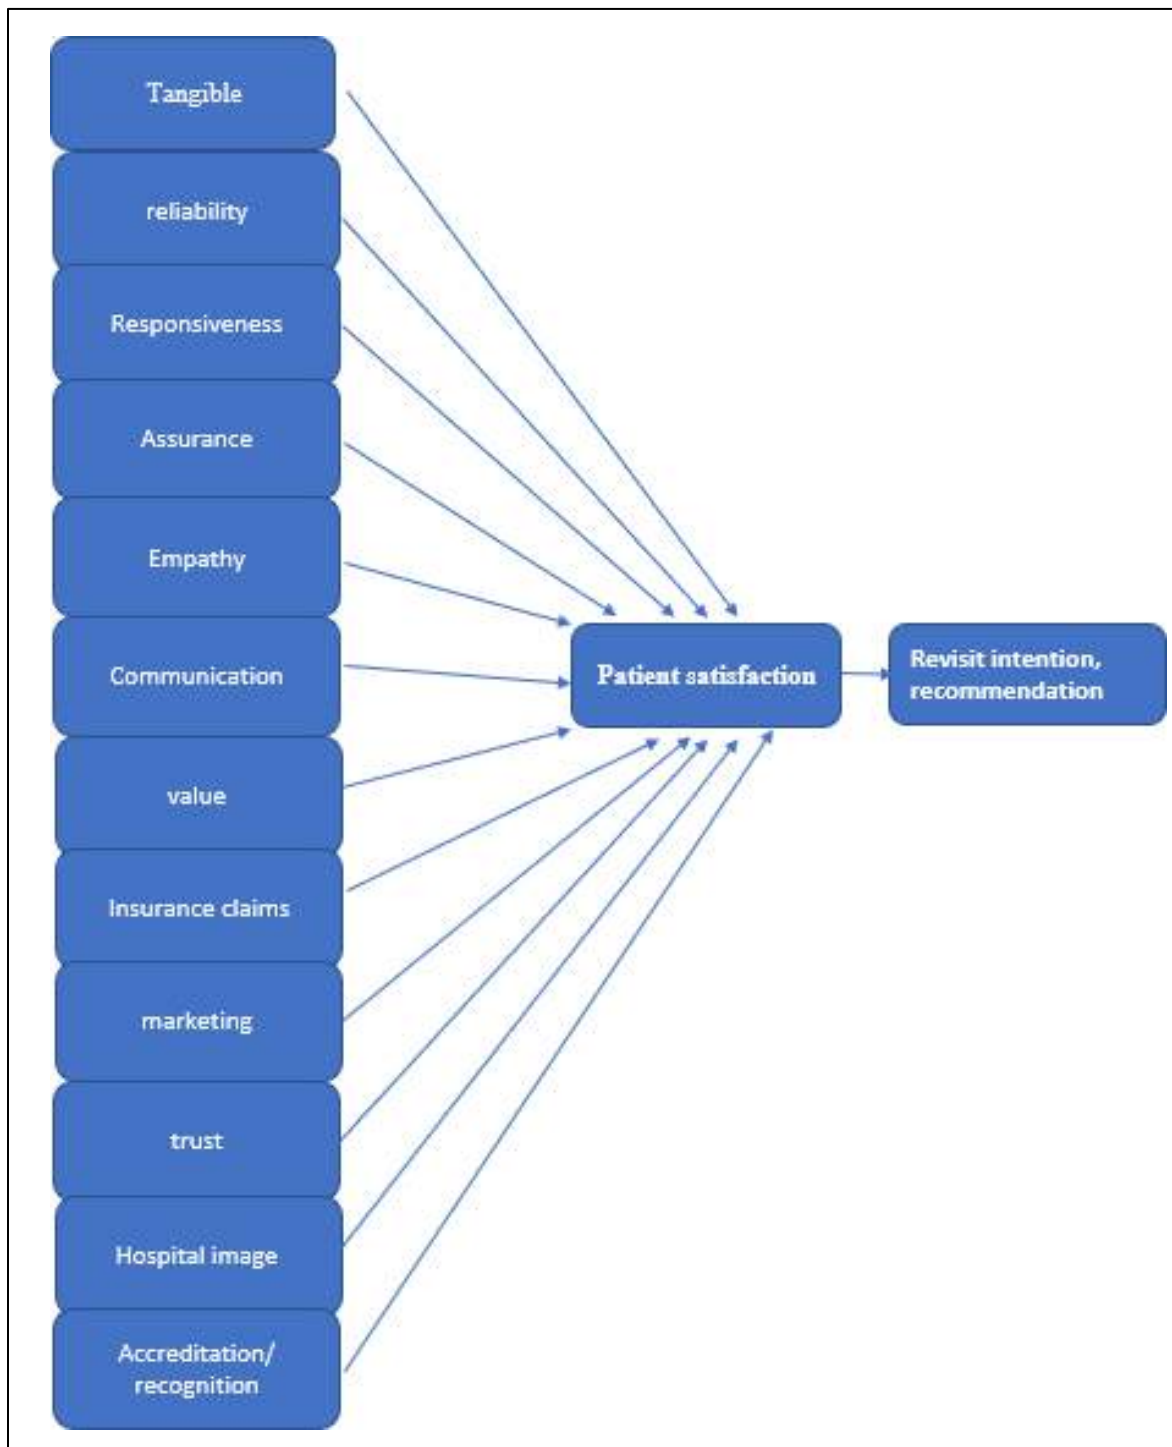 Tangible
reliability
Responsiveness
Assurance
Empathy
Communication
value
Insurance claims
marketing
trust
Hospital image
Accreditation/
recognition
Patient satisfaction
Revisit intention,
recommendation